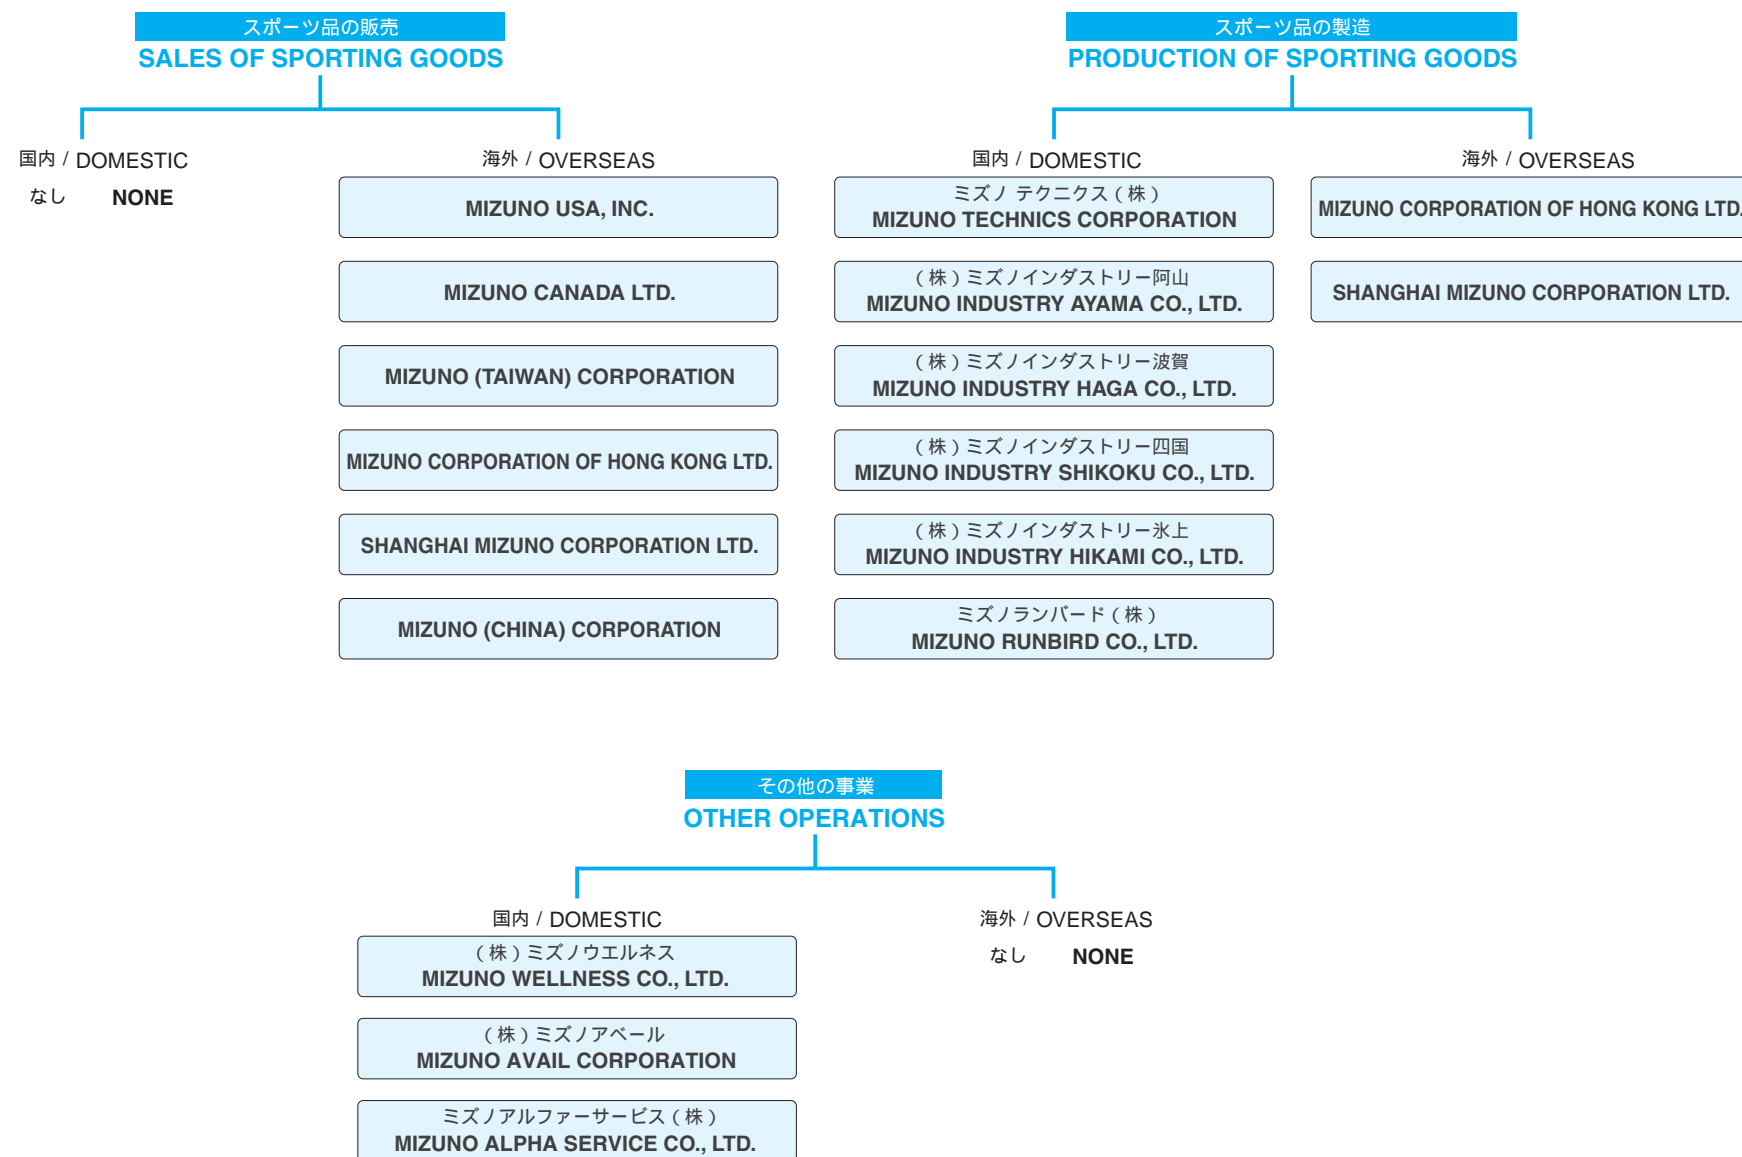 スポーツ品の販売
SALES OF SPORTING GOODS
国内 / DOMESTIC
なし NONE
海外 / OVERSEAS
MIZUNO USA, INC.
MIZUNO CANADA LTD.
MIZUNO (TAIWAN) CORPORATION
MIZUNO CORPORATION OF HONG KONG LTD.
SHANGHAI MIZUNO CORPORATION LTD.
MIZUNO (CHINA) CORPORATION
スポーツ品の製造
PRODUCTION OF SPORTING GOODS
国内 / DOMESTIC
ミズノ テクニクス（株）
MIZUNO TECHNICS CORPORATION
（株）ミズノインダストリー阿山
MIZUNO INDUSTRY AYAMA CO., LTD.
（株）ミズノインダストリー波賀
MIZUNO INDUSTRY HAGA CO., LTD.
（株）ミズノインダストリー四国
MIZUNO INDUSTRY SHIKOKU CO., LTD.
（株）ミズノインダストリー氷上
MIZUNO INDUSTRY HIKAMI CO., LTD.
ミズノランバード（株）
MIZUNO RUNBIRD CO., LTD.
海外 / OVERSEAS
MIZUNO CORPORATION OF HONG KONG LTD.
SHANGHAI MIZUNO CORPORATION LTD.
その他の事業
OTHER OPERATIONS
国内 / DOMESTIC
（株）ミズノウエルネス
MIZUNO WELLNESS CO., LTD.
（株）ミズノアベール
MIZUNO AVAIL CORPORATION
ミズノアルファーサービス（株）
MIZUNO ALPHA SERVICE CO., LTD.
海外 / OVERSEAS
なし NONE